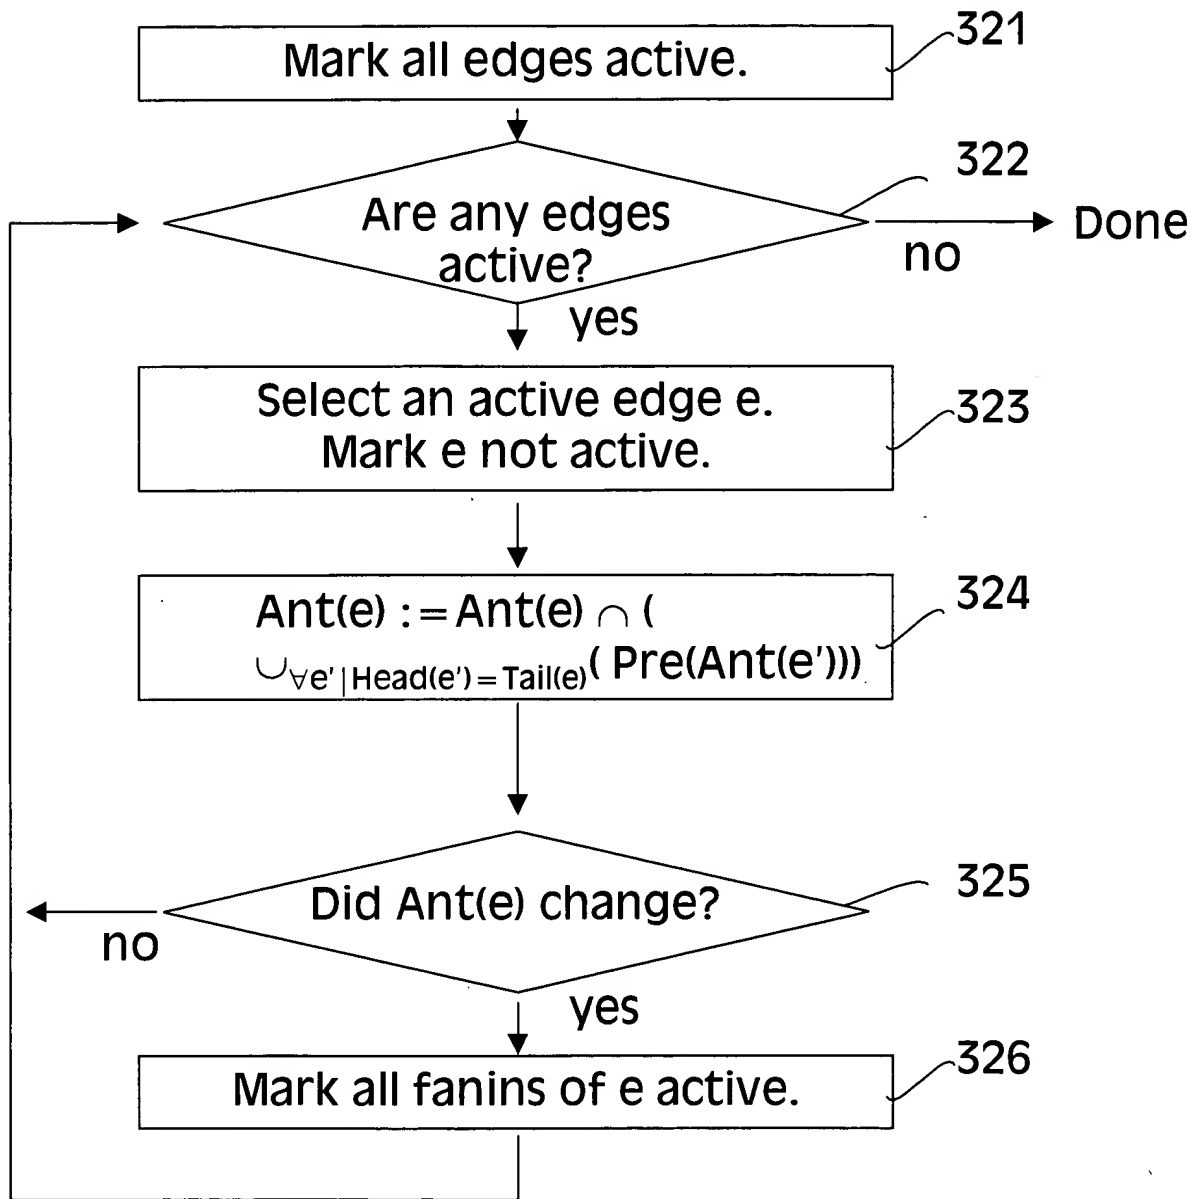 321
Mark all edges active.
322
Are any edges
active?
Done
no
yes
Select an active edge e.
Mark e not active.
323
324
Ant(e) := Ant(e) ∩ (
∪∀e' | Head(e') = Tail(e) ( Pre(Ant(e')))
325
Did Ant(e) change?
no
yes
326
Mark all fanins of e active.